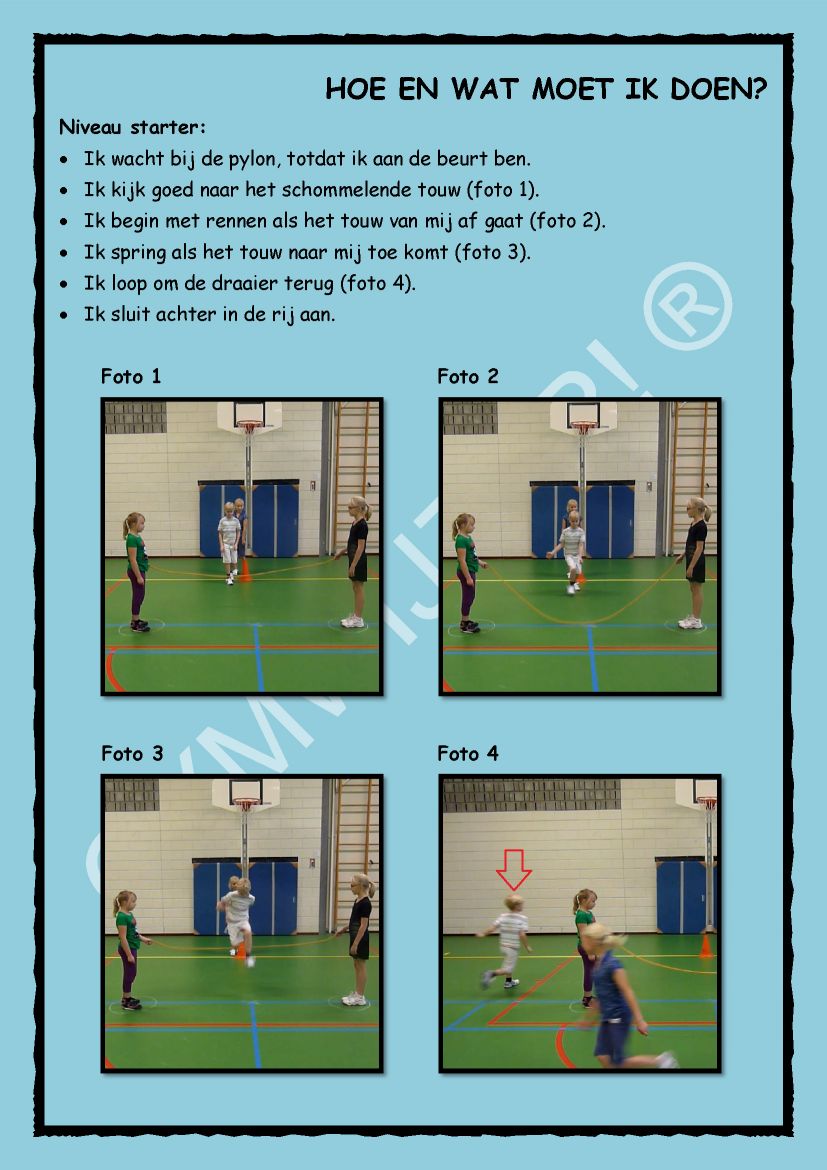 HOE EN WAT MOET IK DOEN?
Niveau starter:
• Ik wacht bij de pylon, totdat ik aan de beurt ben.
• Ik kijk goed naar het schommelende touw (foto 1).
• Ik begin met rennen als het touw van mij af gaat (foto 2).
• Ik spring als het touw naar mij toe komt (foto 3).
• Ik loop om de draaier terug (foto 4).
• Ik sluit achter in de rij aan.
Foto 1
Foto 2
Foto 3
Foto 4